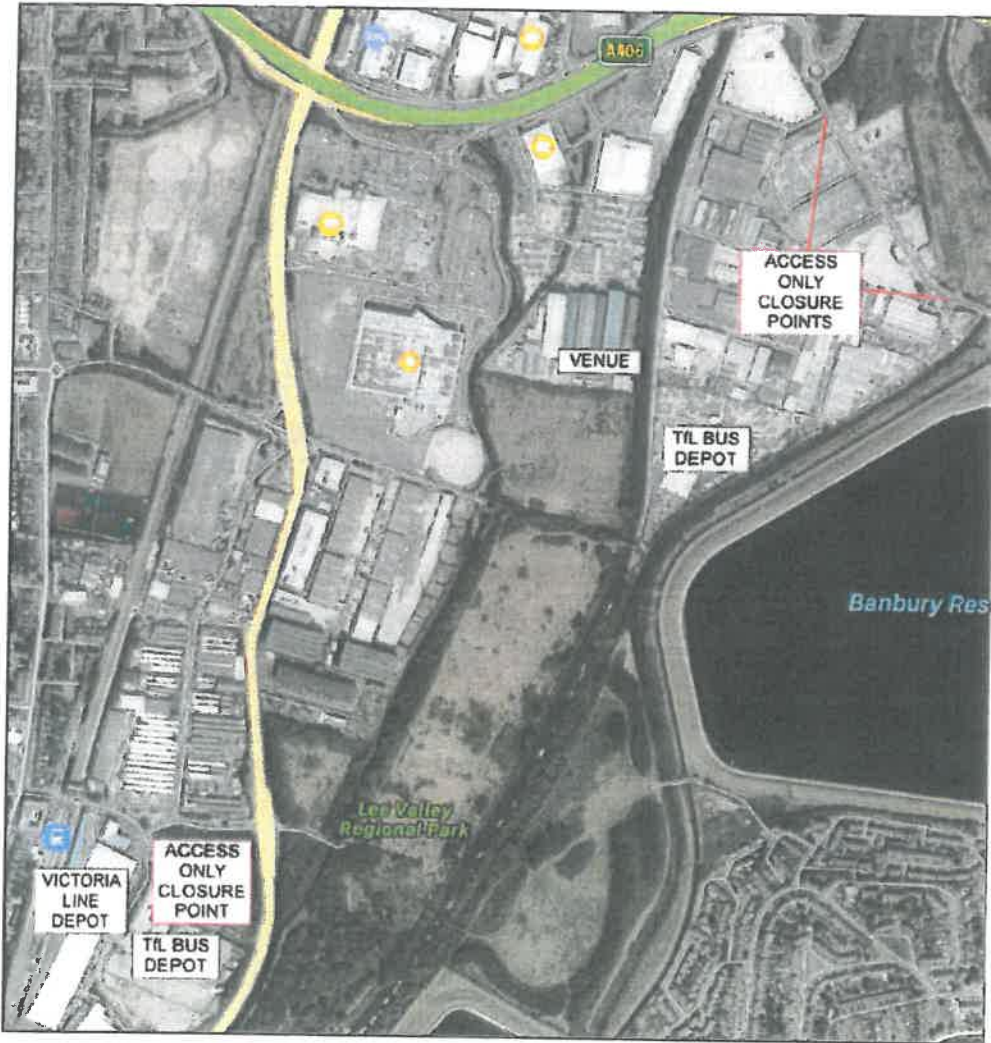 A406
ACCESS
ONLY
CLOSURE
POINTS
VENUE
TfL BUS
DEPOT
Banbury Res
Lee Valley
Regional Park
ACCESS
ONLY
CLOSURE
POINT
VICTORIA
LINE
DEPOT
TfL BUS
DEPOT